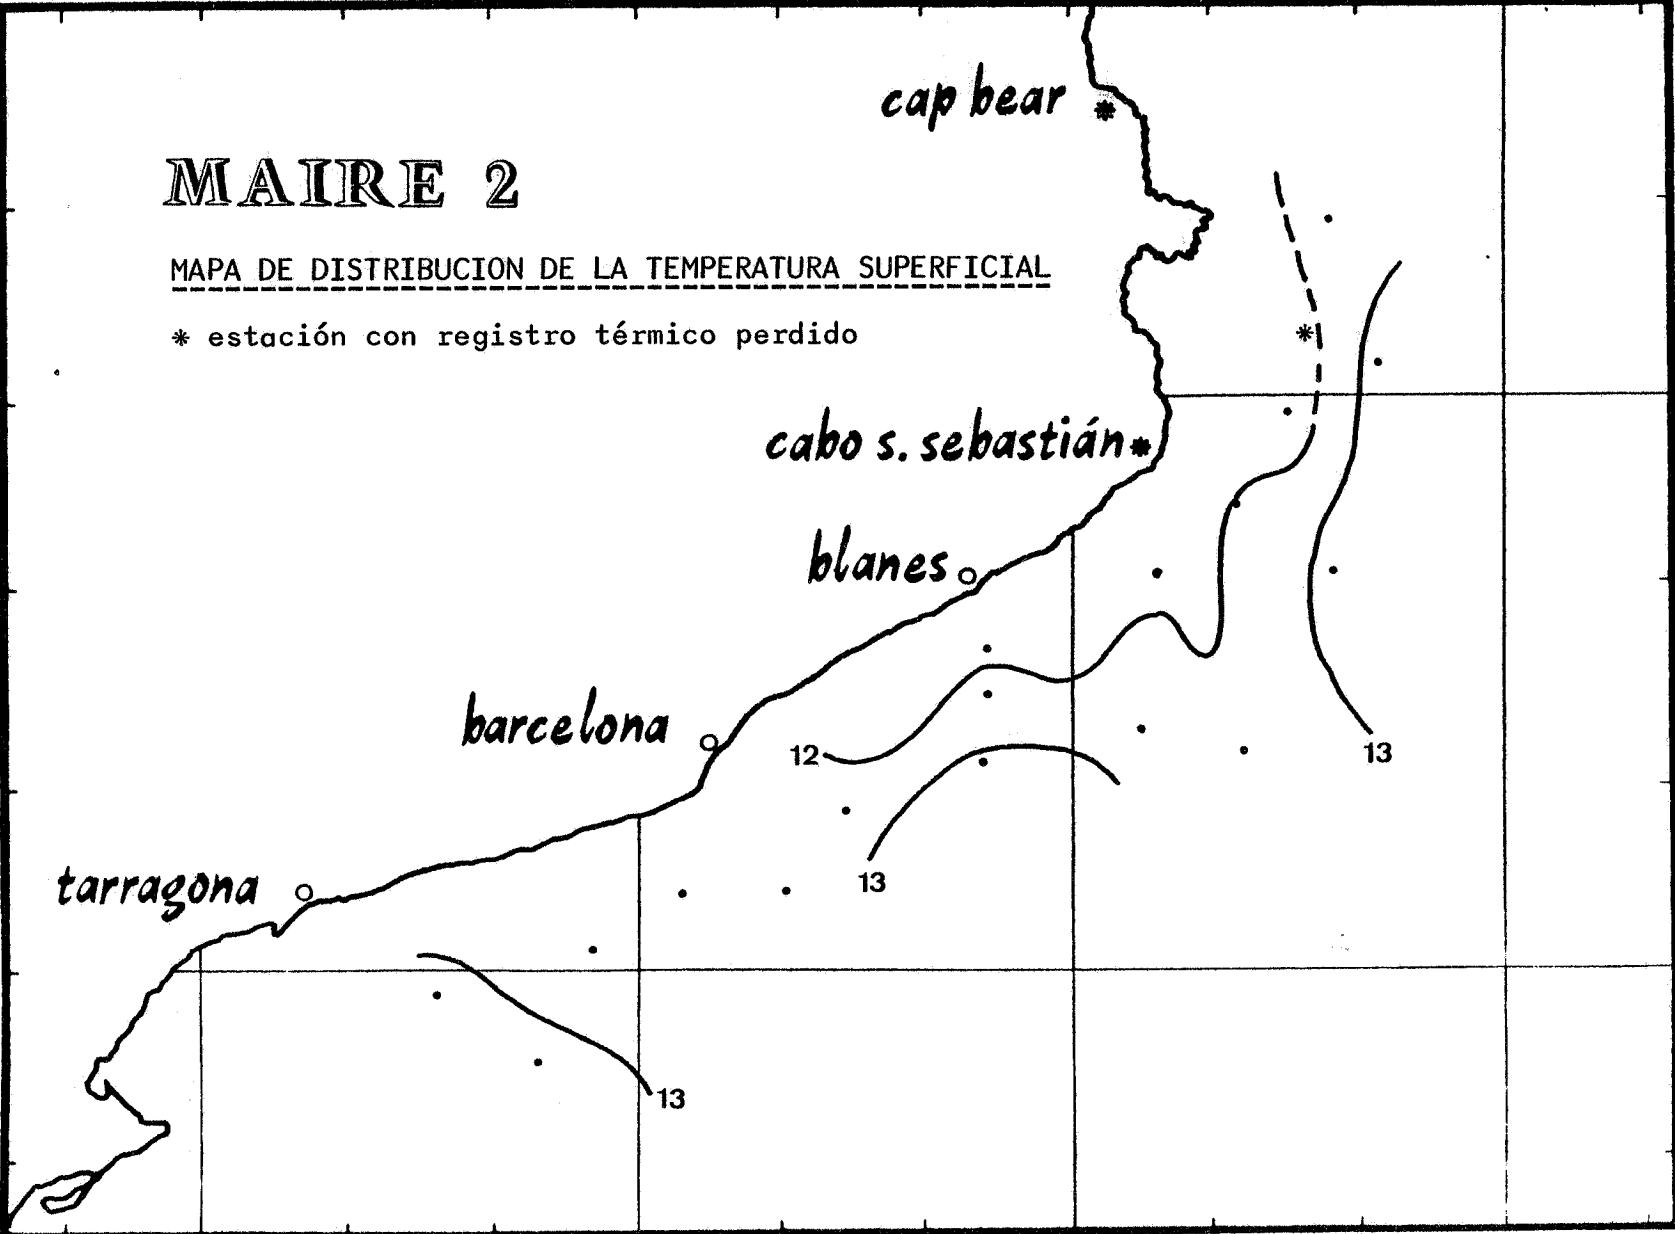 cap bear
MAIRE 2
MAPA DE DISTRIBUCION DE LA TEMPERATURA SUPERFICIAL
* estación con registro térmico perdido
cabo s. sebastián
blanes
barcelona
12
13
tarragona
13
13